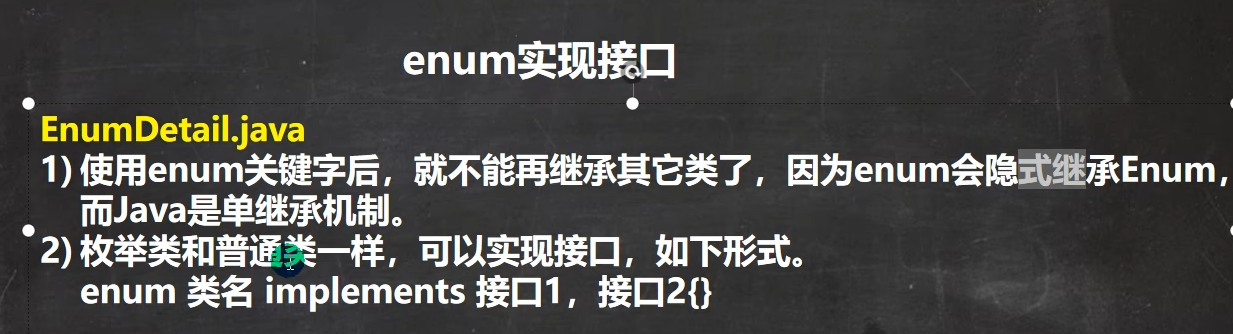 enum实现接口
EnumDetail.java
1) 使用enum关键字后，就不能再继承其它类了，因为enum会隐式继承Enum，
而Java是单继承机制。
2) 枚举类和普通类一样，可以实现接口，如下形式。
enum 类名 implements 接口1，接口2{}